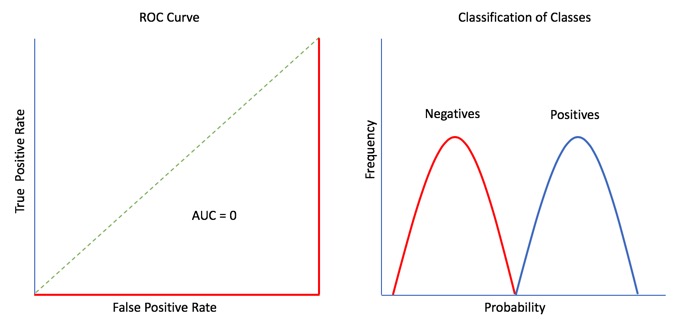 ROC Curve
True Positive Rate
AUC = 0
False Positive Rate
Classification of Classes
Frequency
Negatives
Positives
Probability